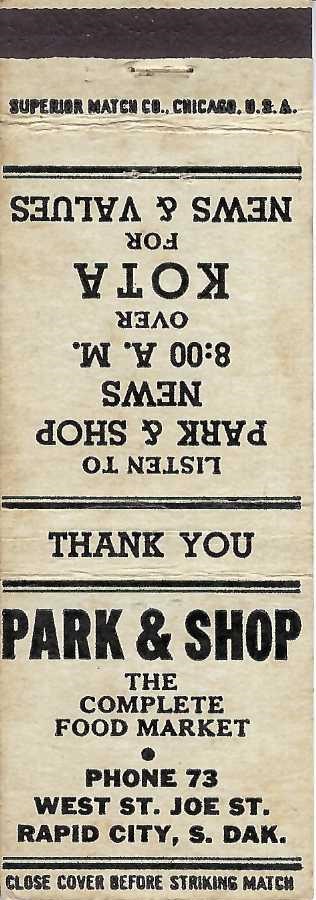 SUPERIOR MATCH CO., CHICAGO, U.S.A.
LISTEN TO
PARK & SHOP
NEWS
8:00 A. M.
OVER
KOTA
FOR
NEWS & VALUES
THANK YOU
PARK & SHOP
THE
COMPLETE
FOOD MARKET
PHONE 73
WEST ST. JOE ST.
RAPID CITY, S. DAK.
CLOSE COVER BEFORE STRIKING MATCH